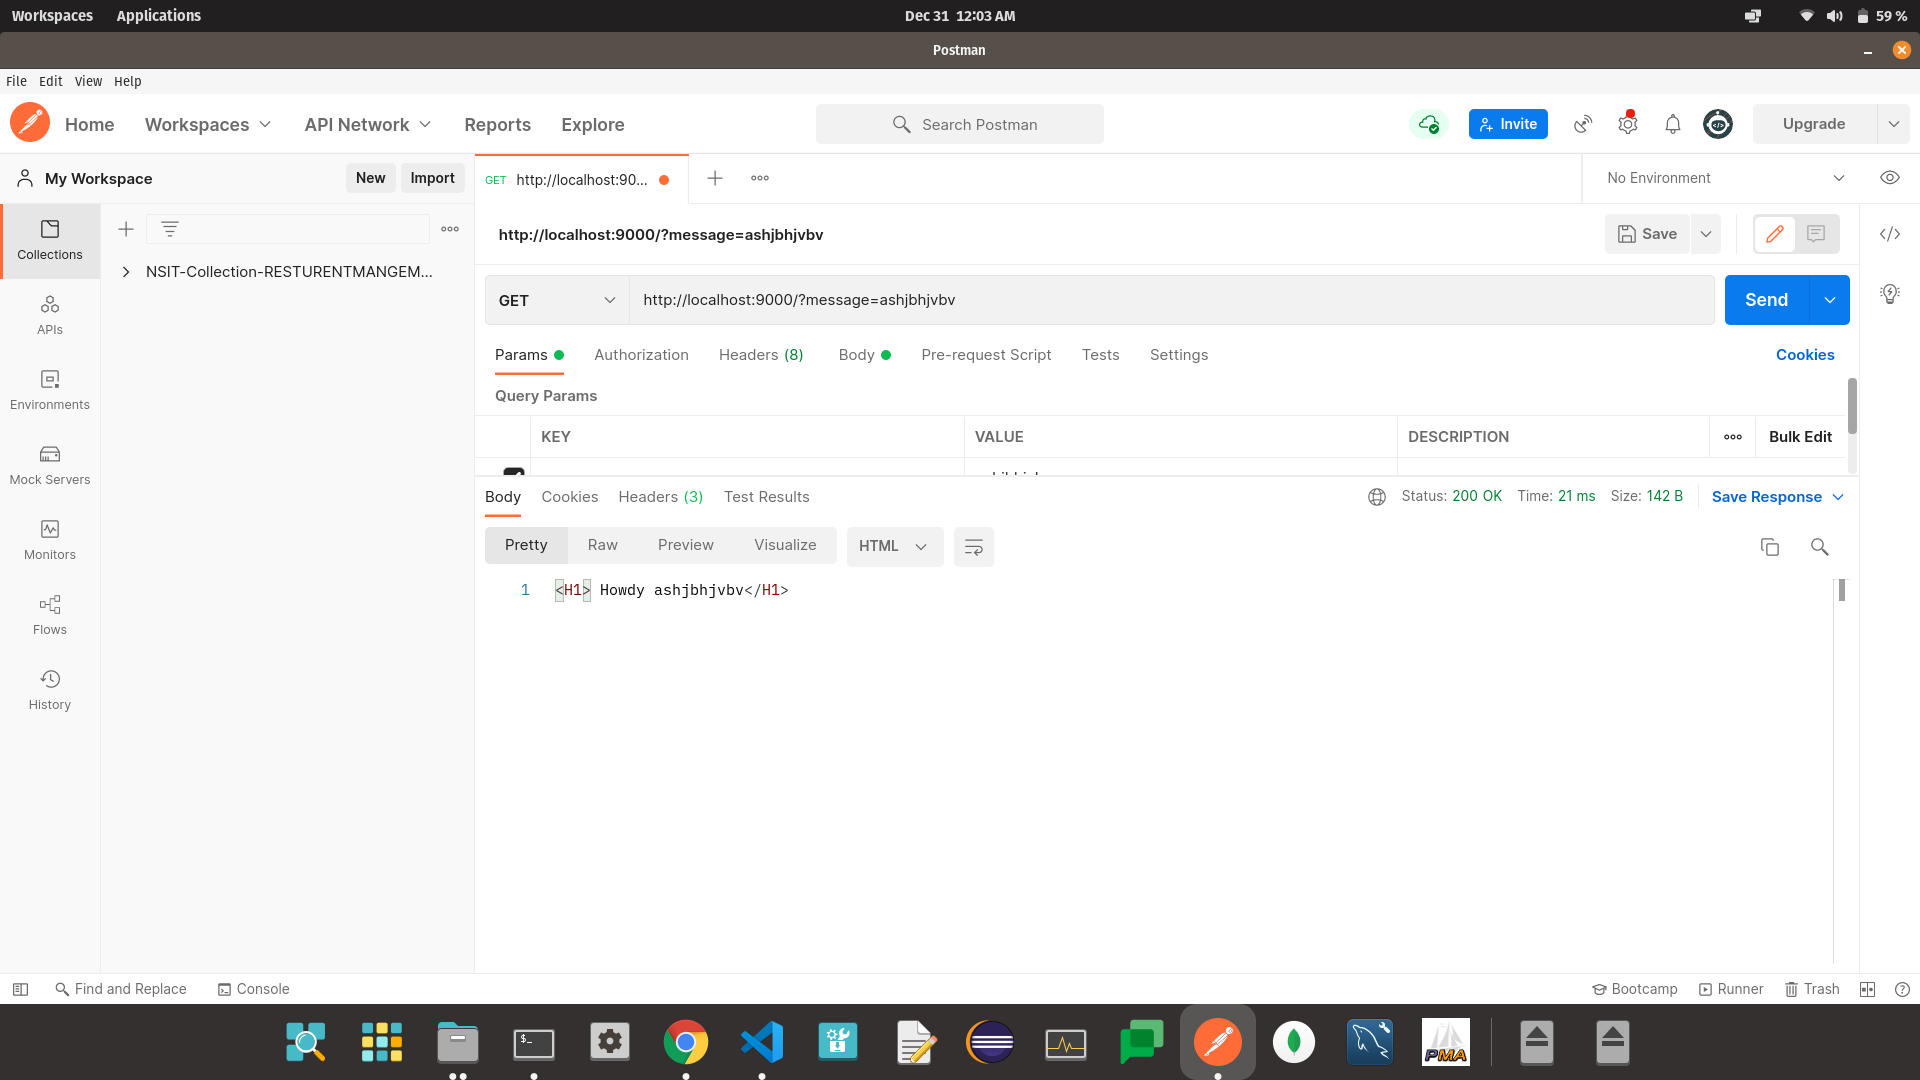 Workspaces Applications Dec 31 12:03 AM 59 %
Postman
File Edit View Help
Home Workspaces API Network Reports Explore Search Postman Invite Upgrade
My Workspace New Import GET http://localhost:90... No Environment
Collections
http://localhost:9000/?message=ashjbhjvbv Save
NSIT-Collection-RESTURENTMANGEM...
GET http://localhost:9000/?message=ashjbhjvbv Send
APIs
Params Authorization Headers (8) Body Pre-request Script Tests Settings Cookies
Environments
Query Params
KEY VALUE DESCRIPTION Bulk Edit
Mock Servers
Body Cookies Headers (3) Test Results Status: 200 OK Time: 21 ms Size: 142 B Save Response
Pretty Raw Preview Visualize HTML
Monitors
1 <H1> Howdy ashjbhjvbv</H1>
Flows
History
Find and Replace Console Bootcamp Runner Trash
$_
PMA